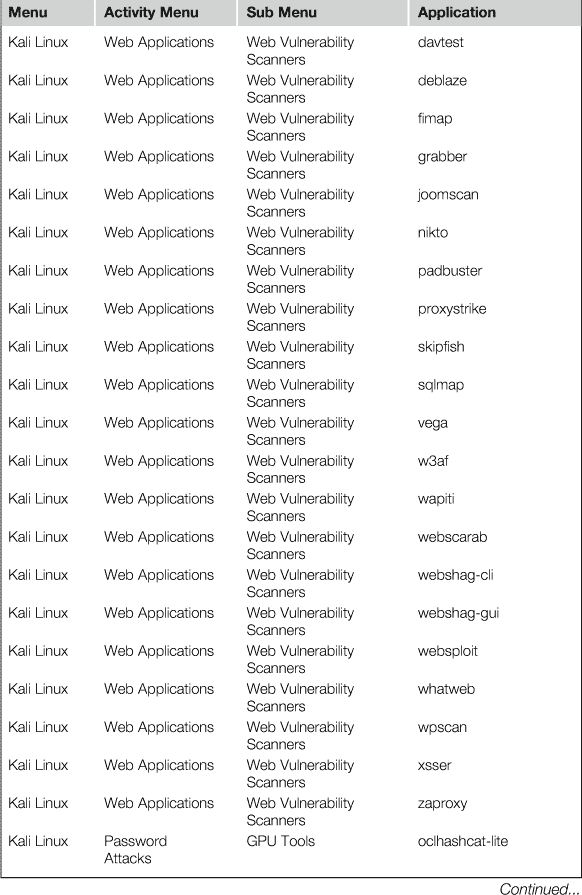 Menu Activity Menu Sub Menu Application
Kali Linux Web Applications Web Vulnerability davtest
Scanners
Kali Linux Web Applications Web Vulnerability deblaze
Scanners
Kali Linux Web Applications Web Vulnerability fimap
Scanners
Kali Linux Web Applications Web Vulnerability grabber
Scanners
Kali Linux Web Applications Web Vulnerability joomscan
Scanners
Kali Linux Web Applications Web Vulnerability nikto
Scanners
Kali Linux Web Applications Web Vulnerability padbuster
Scanners
Kali Linux Web Applications Web Vulnerability proxystrike
Scanners
Kali Linux Web Applications Web Vulnerability skipfish
Scanners
Kali Linux Web Applications Web Vulnerability sqlmap
Scanners
Kali Linux Web Applications Web Vulnerability vega
Scanners
Kali Linux Web Applications Web Vulnerability w3af
Scanners
Kali Linux Web Applications Web Vulnerability wapiti
Scanners
Kali Linux Web Applications Web Vulnerability webscarab
Scanners
Kali Linux Web Applications Web Vulnerability webshag-cli
Scanners
Kali Linux Web Applications Web Vulnerability webshag-gui
Scanners
Kali Linux Web Applications Web Vulnerability websploit
Scanners
Kali Linux Web Applications Web Vulnerability whatweb
Scanners
Kali Linux Web Applications Web Vulnerability wpscan
Scanners
Kali Linux Web Applications Web Vulnerability xsser
Scanners
Kali Linux Web Applications Web Vulnerability zaproxy
Scanners
Kali Linux Password GPU Tools oclhashcat-lite
Attacks
Continued...